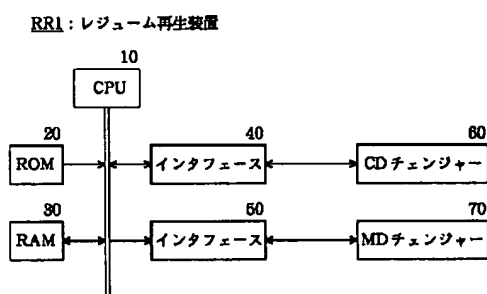 RR1:レジューム再生装置
10
CPU
20
ROM
40
インタフェース
60
CDチェンジャー
30
RAM
50
インタフェース
70
MDチェンジャー